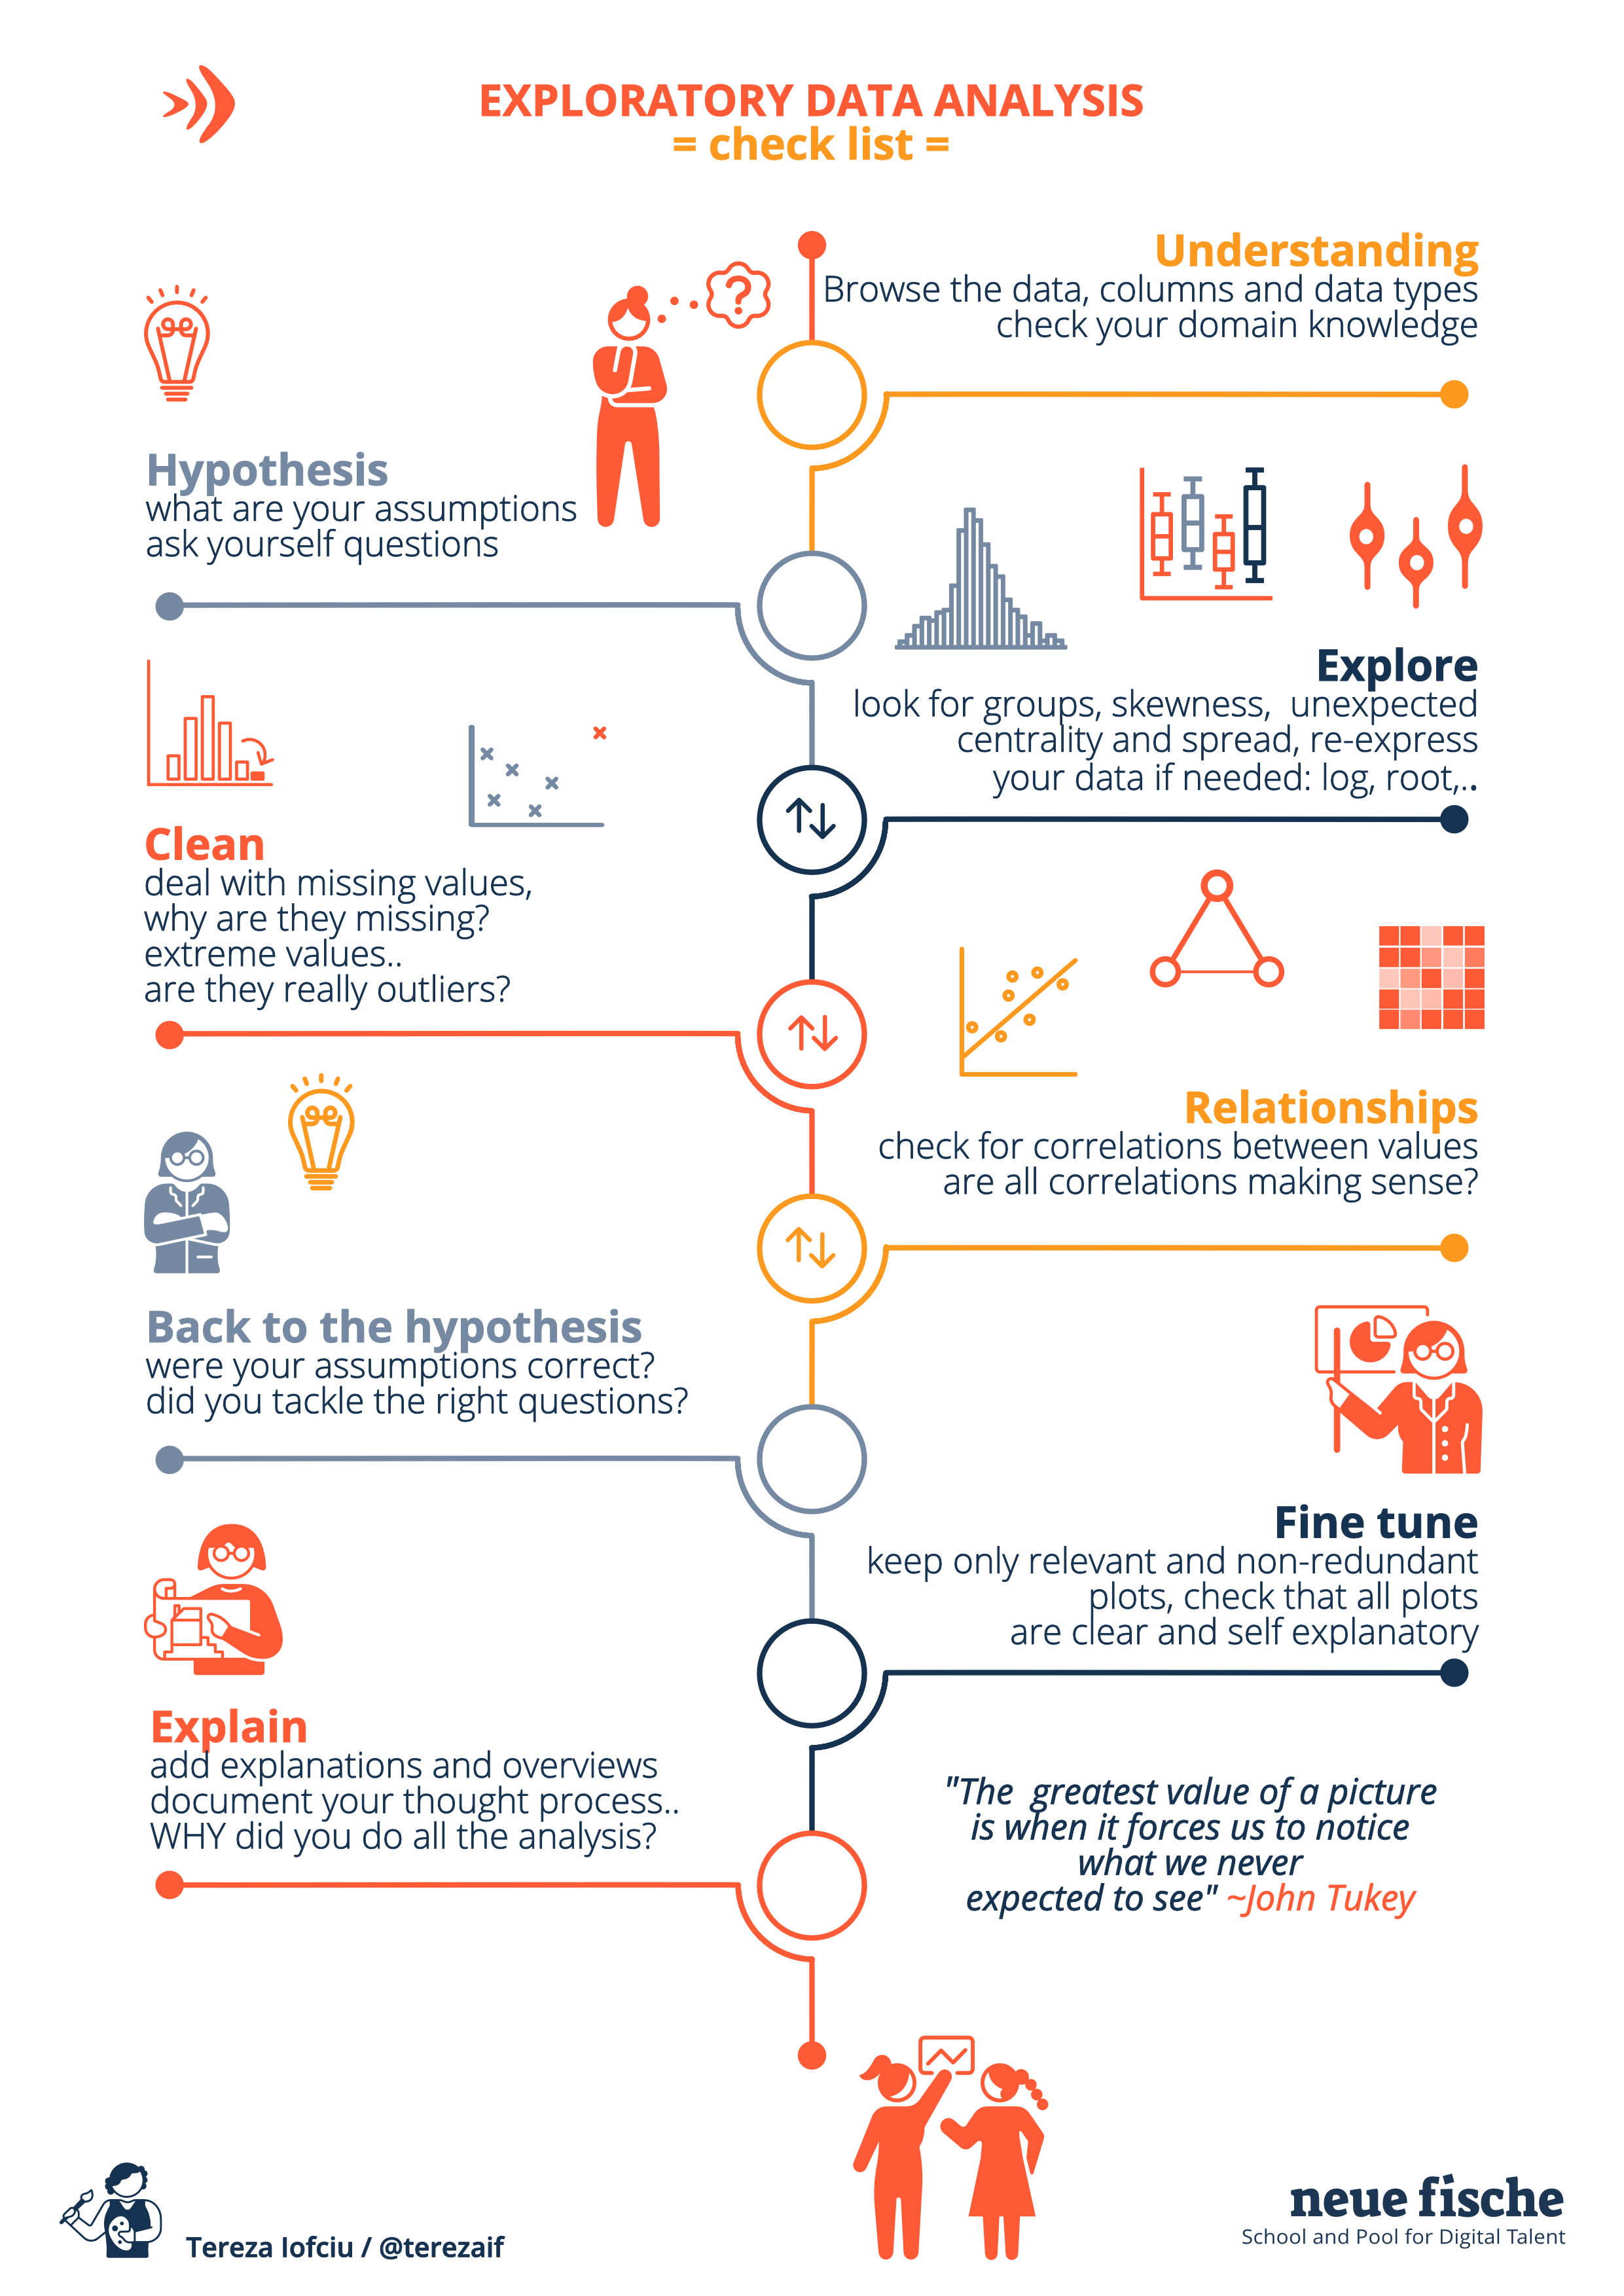 EXPLORATORY DATA ANALYSIS
= check list =
Understanding
Browse the data, columns and data types
check your domain knowledge
?
Hypothesis
what are your assumptions
ask yourself questions
Explore
look for groups, skewness,  unexpected
centrality and spread, re-express
your data if needed: log, root,..
Clean
deal with missing values,
why are they missing?
extreme values..
are they really outliers?
Relationships
check for correlations between values
are all correlations making sense?
Back to the hypothesis
were your assumptions correct?
did you tackle the right questions?
Fine tune
keep only relevant and non-redundant
plots, check that all plots
are clear and self explanatory
Explain
add explanations and overviews
document your thought process..
WHY did you do all the analysis?
"The  greatest value of a picture
is when it forces us to notice
what we never
expected to see" ~John Tukey
Tereza Iofciu / @terezaif
neue fische
School and Pool for Digital Talent